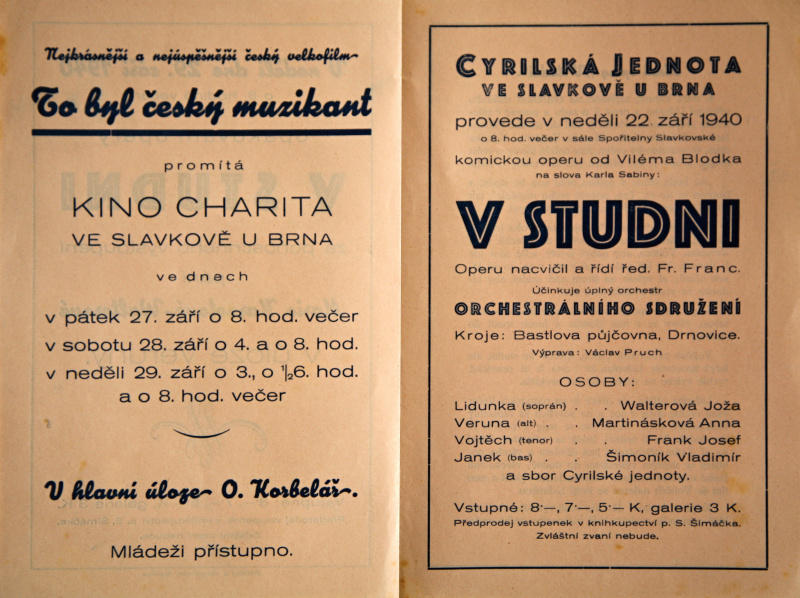 Nejkrásnější a nejúspěšnější český velkofilm
To byl český muzikant
promítá
KINO CHARITA
VE SLAVKOVĚ U BRNA
ve dnech
v pátek 27. září o 8. hod. večer
v sobotu 28. září o 4. a o 8. hod.
v neděli 29. září o 3., o 1/2 6. hod.
a o 8. hod. večer
V hlavní úloze O. Korbelář.
Mládeži přístupno.
CYRILSKÁ JEDNOTA
VE SLAVKOVĚ U BRNA
provede v neděli 22. září 1940
o 8. hod. večer v sále Spořitelny Slavkovské
komickou operu od Viléma Blodka
na slova Karla Sabiny:
V STUDNI
Operu nacvičil a řídí řed. Fr. Franc.
Účinkuje úplný orchestr
ORCHESTRÁLNÍHO SDRUŽENÍ
Kroje: Bastlova půjčovna, Drnovice.
Výprava: Václav Pruch
OSOBY:
Lidunka (soprán) . . Walterová Joža
Veruna (alt) . . Martinásková Anna
Vojtěch (tenor) . . Frank Josef
Janek (bas) . . Šimoník Vladimír
a sbor Cyrilské jednoty.
Vstupné: 8·—, 7·—, 5·— K, galerie 3 K.
Předprodej vstupenek v knihkupectví p. S. Šimáčka.
Zvláštní zvaní nebude.